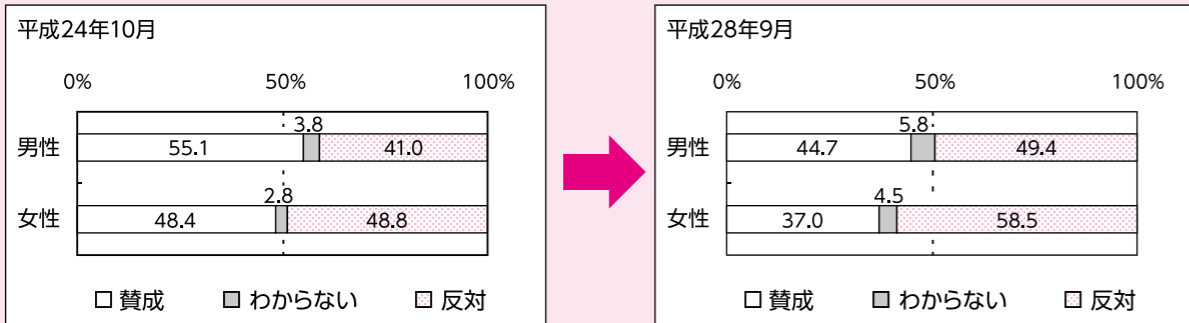 平成24年10月
0% 50% 100%
3.8
男性 55.1 41.0
2.8
女性 48.4 48.8
□ 賛成 □ わからない □ 反対
平成28年9月
0% 50% 100%
5.8
男性 44.7 49.4
4.5
女性 37.0 58.5
□ 賛成 □ わからない □ 反対